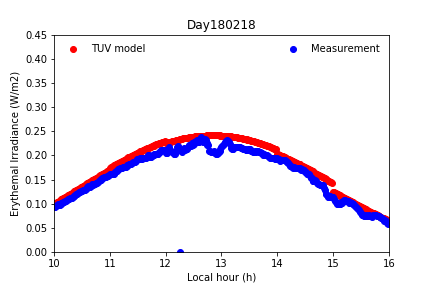 Day180218
TUV model
Measurement
Erythemal Irradiance (W/m2)
0.45
0.40
0.35
0.30
0.25
0.20
0.15
0.10
0.05
0.00
10 11 12 13 14 15 16
Local hour (h)